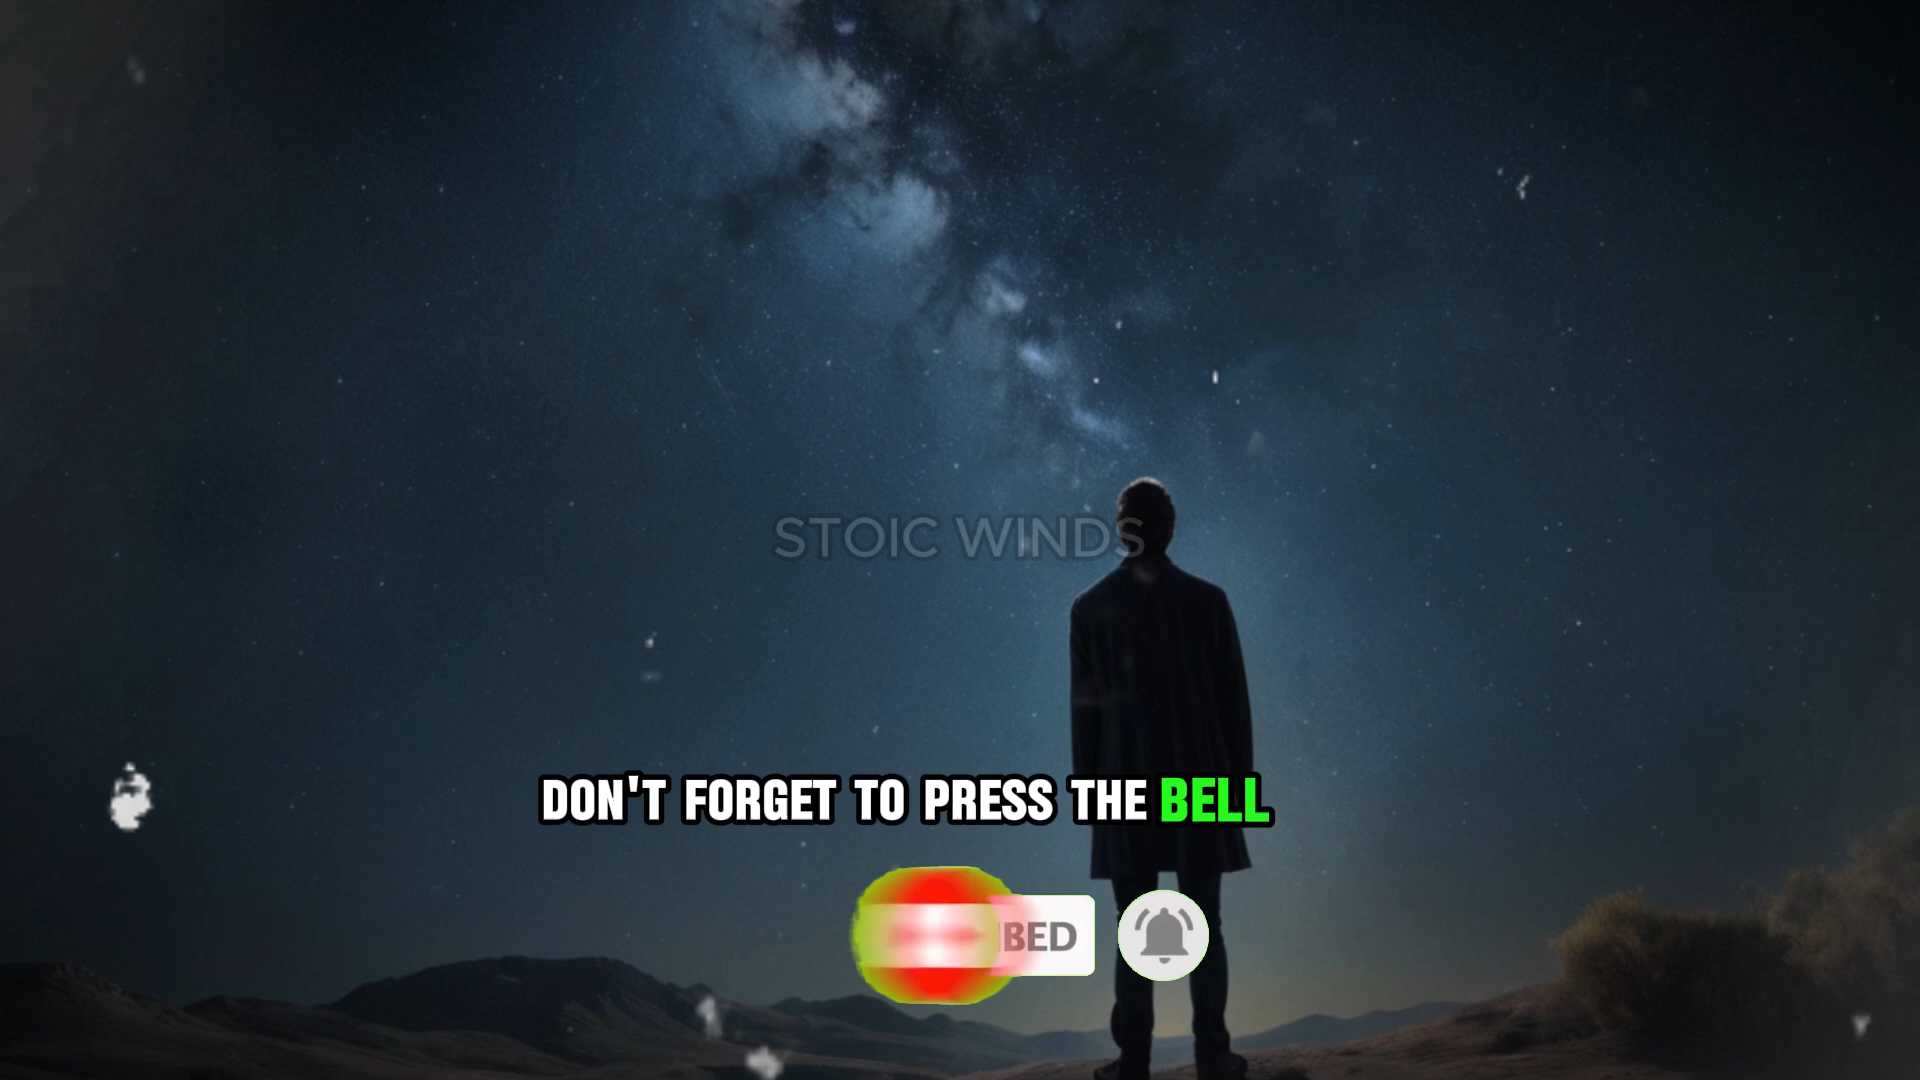 STOIC WINDS
DON'T FORGET TO PRESS THE BELL
BED